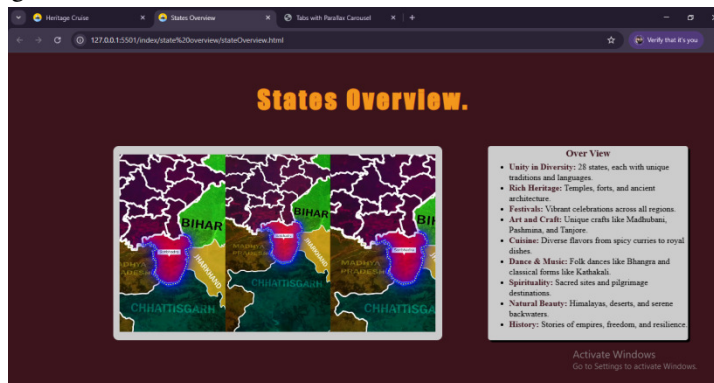 Heritage Cruise
States Overview
Tabs with Parallax Carousel
127.0.0.1:5501/index/state%20overview/stateOverview.html
Verify that it's you
States Overview.
BIHAR
BIHAR
BIHAR
JHARKHAND
JHARKHAND
MADHYA
PRADESH
MADHYA
PRADESH
CHHATTISGARH
CHHATTISGARH
CHHATTISGARH
Over View
• Unity in Diversity: 28 states, each with unique
traditions and languages.
• Rich Heritage: Temples, forts, and ancient
architecture.
• Festivals: Vibrant celebrations across all regions.
• Art and Craft: Unique crafts like Madhubani,
Pashmina, and Tanjore.
• Cuisine: Diverse flavors from spicy curries to royal
dishes.
• Dance & Music: Folk dances like Bhangra and
classical forms like Kathakali.
• Spirituality: Sacred sites and pilgrimage
destinations.
• Natural Beauty: Himalayas, deserts, and serene
backwaters.
• History: Stories of empires, freedom, and resilience.
Activate Windows
Go to Settings to activate Windows.